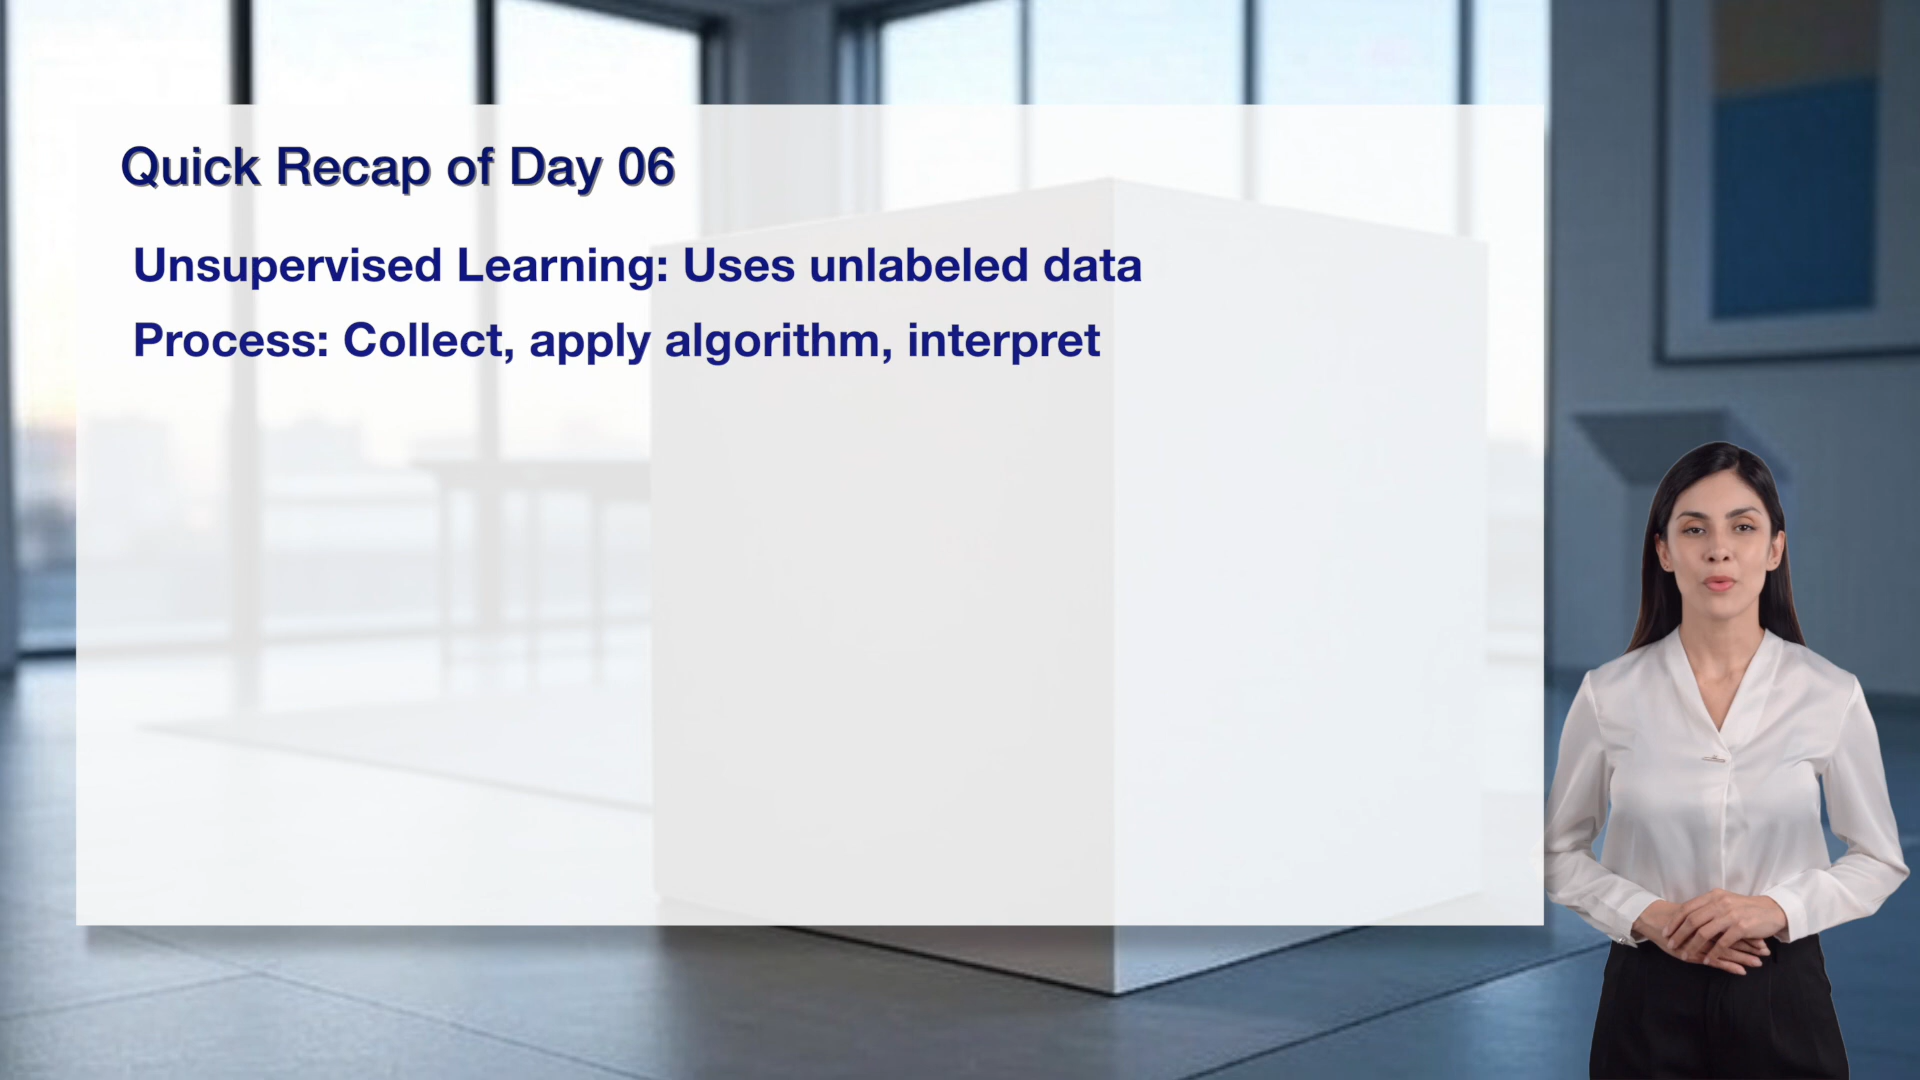 Quick Recap of Day 06
Unsupervised Learning: Uses unlabeled data
Process: Collect, apply algorithm, interpret